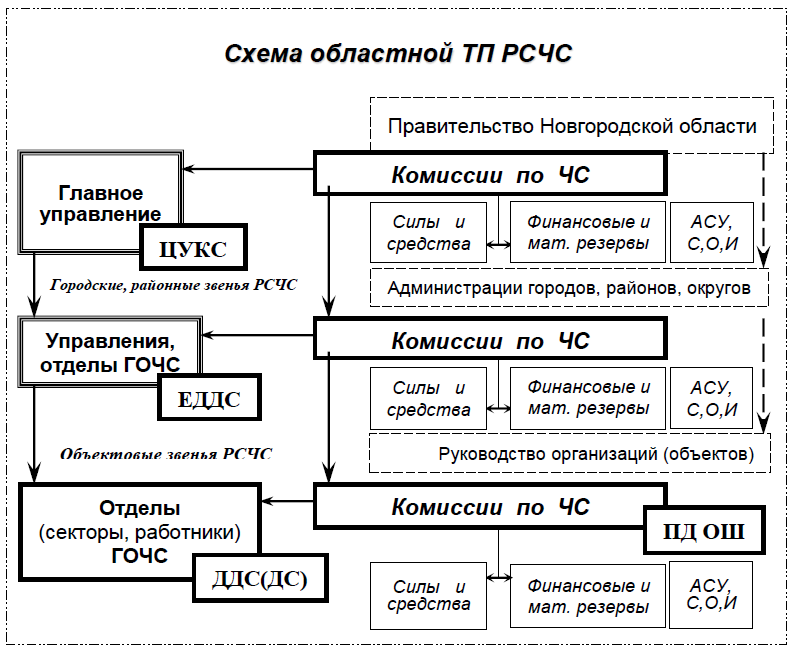 Схема областной ТП РСЧС
Правительство Новгородской области
Комиссии по ЧС
Главное
управление
ЦУКС
Силы и
средства
Финансовые и
мат. резервы
АСУ,
С,О,И
Городские, районные звенья РСЧС
Администрации городов, районов, округов
Комиссии по ЧС
Управления,
отделы ГОЧС
ЕДДС
Силы и
средства
Финансовые и
мат. резервы
АСУ,
С,О,И
Объектовые звенья РСЧС
Руководство организаций (объектов)
Комиссии по ЧС
ПД ОШ
Отделы
(секторы, работники)
ГОЧС
ДДС(ДС)
Силы и
средства
Финансовые и
мат. резервы
АСУ,
С,О,И